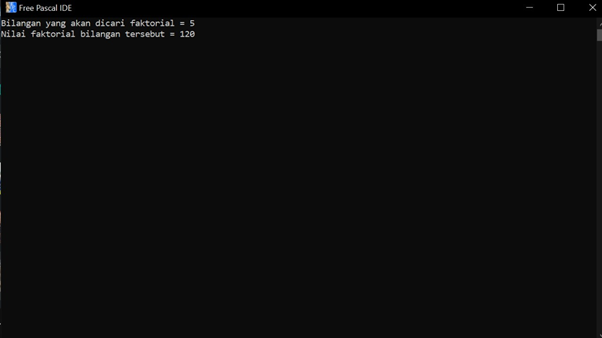 Free Pascal IDE
Bilangan yang akan dicari faktorial = 5
Nilai faktorial bilangan tersebut = 120